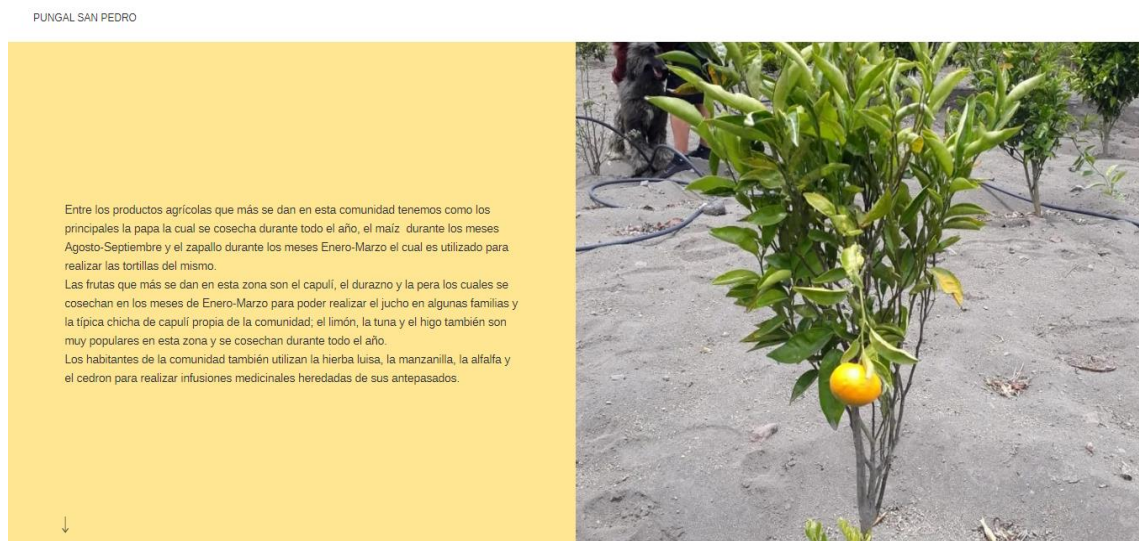 PUNGAL SAN PEDRO
Entre los productos agrícolas que más se dan en esta comunidad tenemos como los
principales la papa la cual se cosecha durante todo el año, el maíz  durante los meses
Agosto-Septiembre y el zapallo durante los meses Enero-Marzo el cual es utilizado para
realizar las tortillas del mismo.
Las frutas que más se dan en esta zona son el capulí, el durazno y la pera los cuales se
cosechan en los meses de Enero-Marzo para poder realizar el jucho en algunas familias y
la típica chicha de capulí propia de la comunidad; el limón, la tuna y el higo también son
muy populares en esta zona y se cosechan durante todo el año.
Los habitantes de la comunidad también utilizan la hierba luisa, la manzanilla, la alfalfa y
el cedron para realizar infusiones medicinales heredadas de sus antepasados.